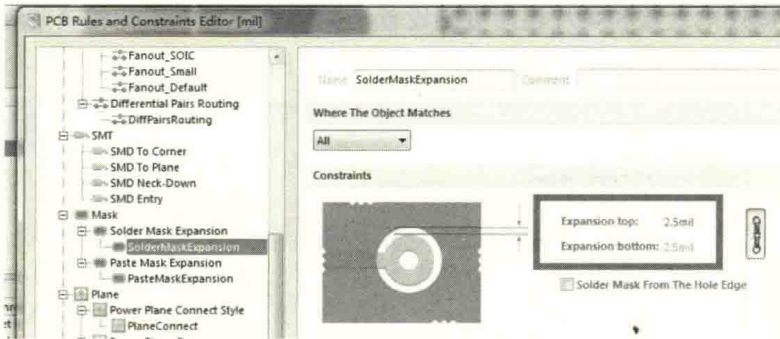 PCB Rules and Constraints Editor [mil]
Fanout_SOIC
Fanout_Small
Fanout_Default
Differential Pairs Routing
DiffPairsRouting
SMT
SMD To Corner
SMD To Plane
SMD Neck-Down
SMD Entry
Mask
Solder Mask Expansion
SolderMaskExpansion
Paste Mask Expansion
PasteMaskExpansion
Plane
Power Plane Connect Style
PlaneConnect
Name SolderMaskExpansion Comment
Where The Object Matches
All
Constraints
Expansion top: 2.5mil
Expansion bottom: 2.5mil
Solder Mask From The Hole Edge